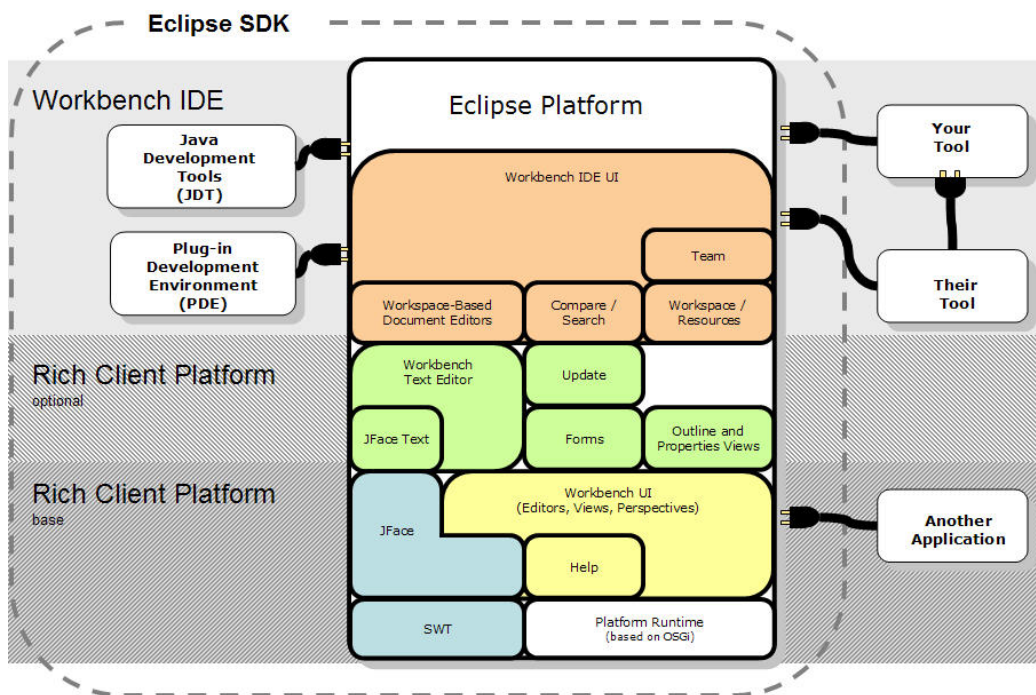 Eclipse SDK
Workbench IDE
Eclipse Platform
Java
Development
Tools
(JDT)
Your
Tool
Workbench IDE UI
Plug-in
Development
Environment
(PDE)
Team
Their
Tool
Workspace-Based
Document Editors
Compare /
Search
Workspace /
Resources
Rich Client Platform
optional
Workbench
Text Editor
Update
JFace Text
Forms
Outline and
Properties Views
Rich Client Platform
base
Workbench UI
(Editors, Views, Perspectives)
JFace
Another
Application
Help
SWT
Platform Runtime
(based on OSGi)